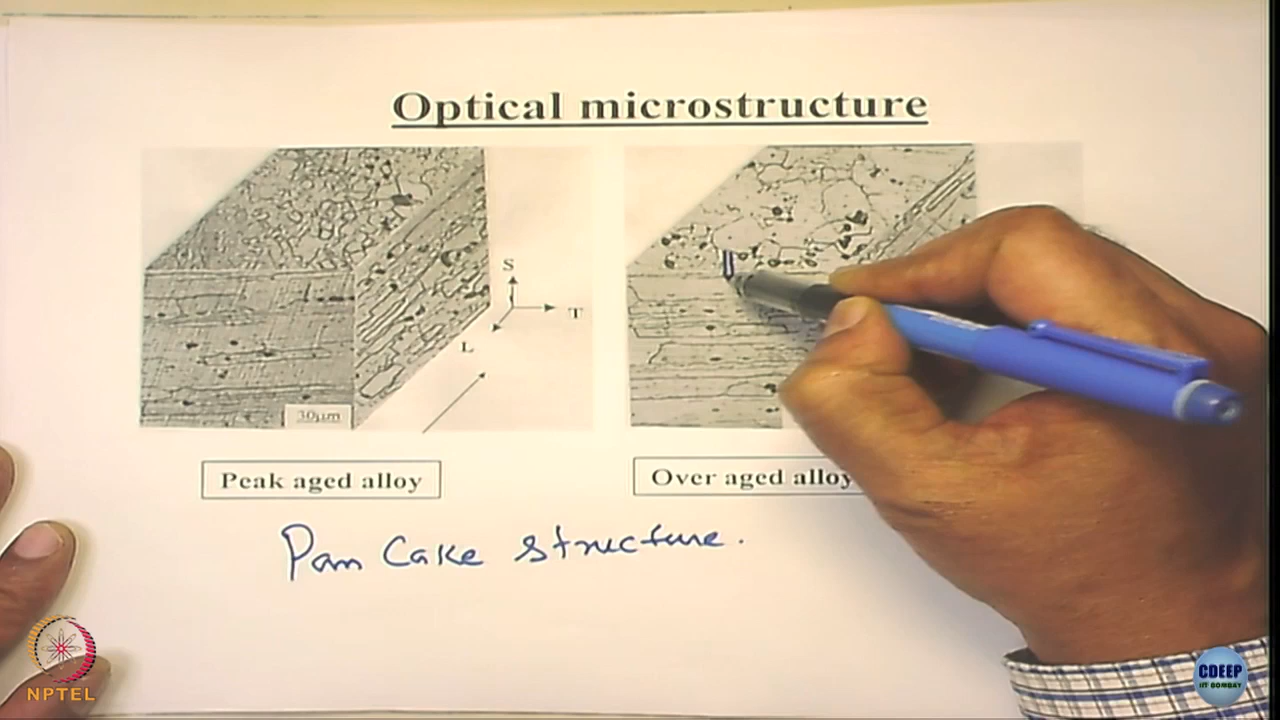 Optical microstructure
S
T
L
30µm
Peak aged alloy
Over aged alloy
Pan Cake structure.
NPTEL
CDEEP
IIT BOMBAY